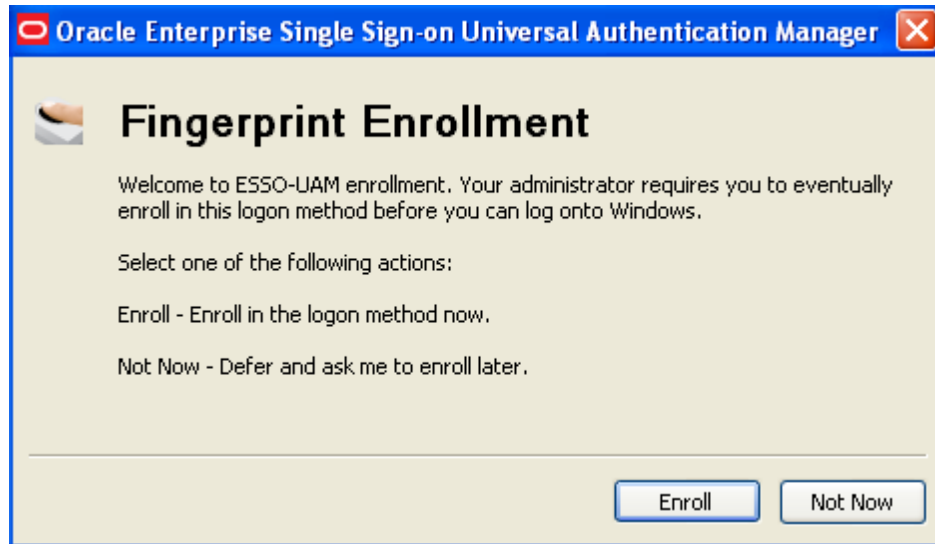 Oracle Enterprise Single Sign-on Universal Authentication Manager
Fingerprint Enrollment
Welcome to ESSO-UAM enrollment. Your administrator requires you to eventually
enroll in this logon method before you can log onto Windows.
Select one of the following actions:
Enroll - Enroll in the logon method now.
Not Now - Defer and ask me to enroll later.
Enroll
Not Now